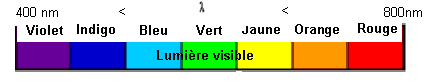 400 nm < λ < 800nm
Violet Indigo Bleu Vert Jaune Orange Rouge
Lumière visible